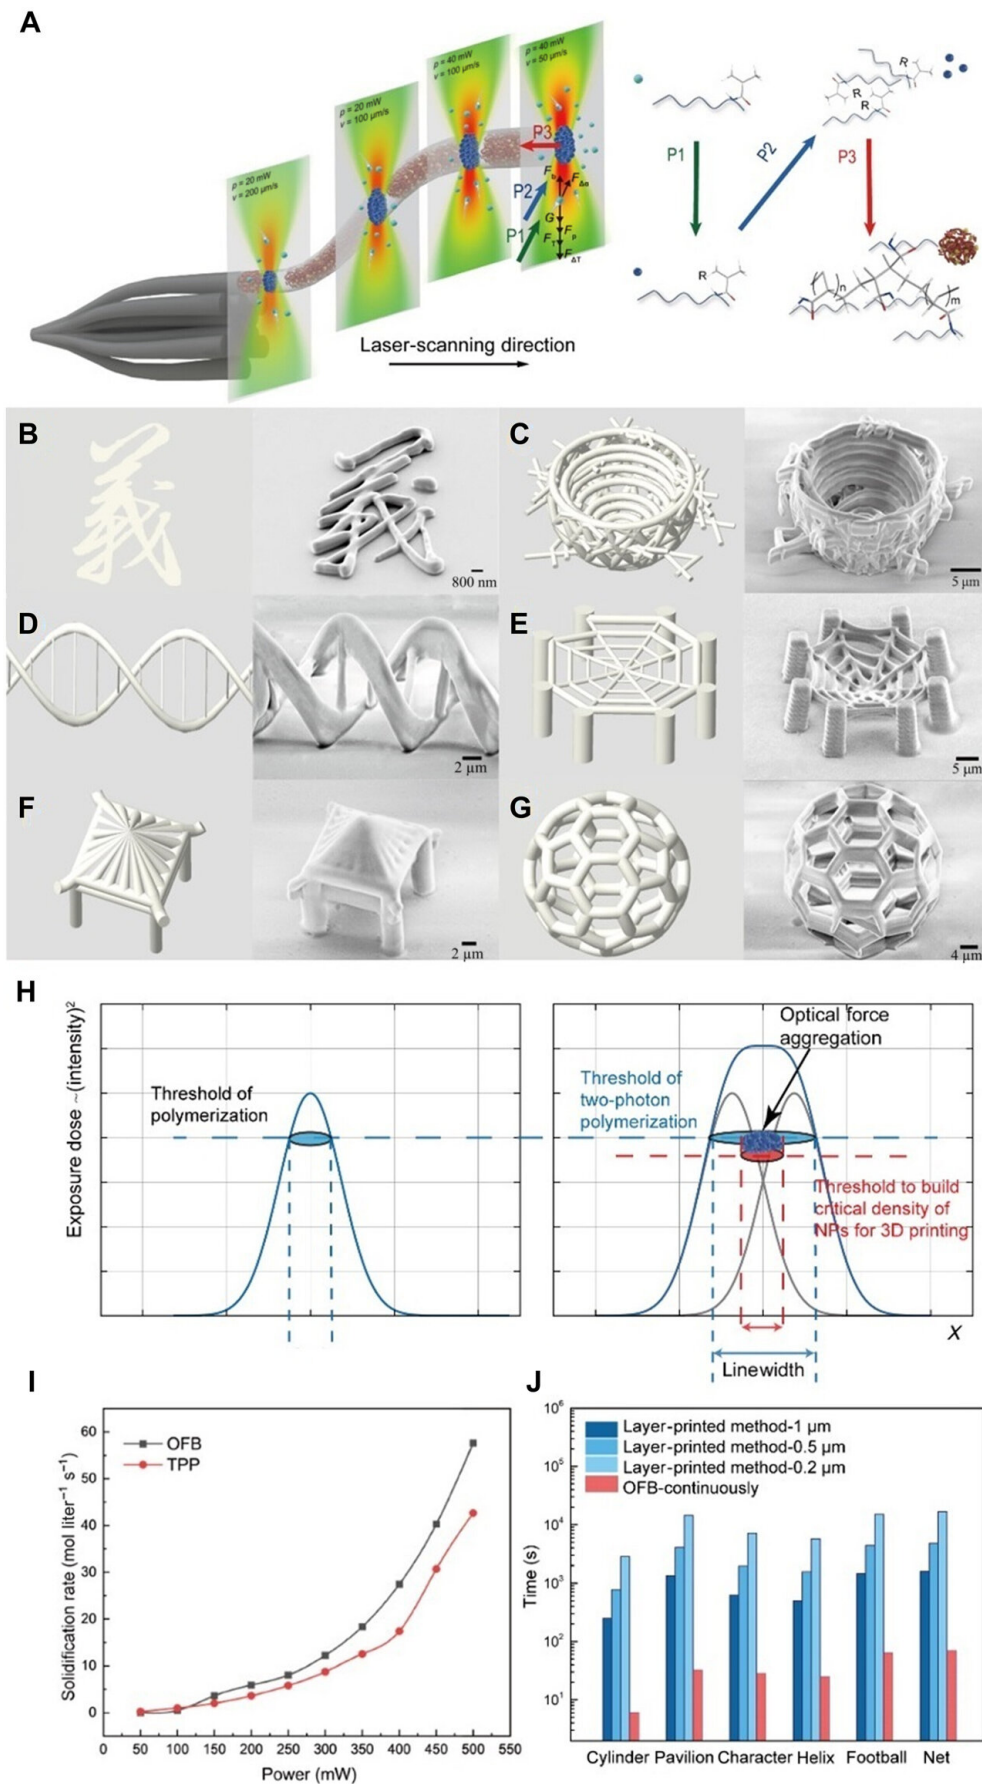 A
p = 20 mW
v = 200 μm/s
p = 20 mW
v = 100 μm/s
p = 40 mW
v = 100 μm/s
p = 40 mW
v = 50 μm/s
P3
P2
P1
Fb
FΔn
G
Fp
FT
FΔT
Laser-scanning direction
P1
P2
P3
R
R
R
R
n
m
B
義
800 nm
C
5 μm
D
2 μm
E
5 μm
F
2 μm
G
4 μm
H
Exposure dose ~(intensity)²
Threshold of
polymerization
Optical force
aggregation
Threshold of
two-photon
polymerization
Threshold to build
critical density of
NPs for 3D printing
X
Linewidth
I
Solidification rate (mol liter⁻¹ s⁻¹)
60
50
40
30
20
10
0
OFB
TPP
0 50 100 150 200 250 300 350 400 450 500 550
Power (mW)
J
Time (s)
10⁶
10⁵
10⁴
10³
10²
10¹
Layer-printed method-1 μm
Layer-printed method-0.5 μm
Layer-printed method-0.2 μm
OFB-continuously
Cylinder Pavilion Character Helix Football Net